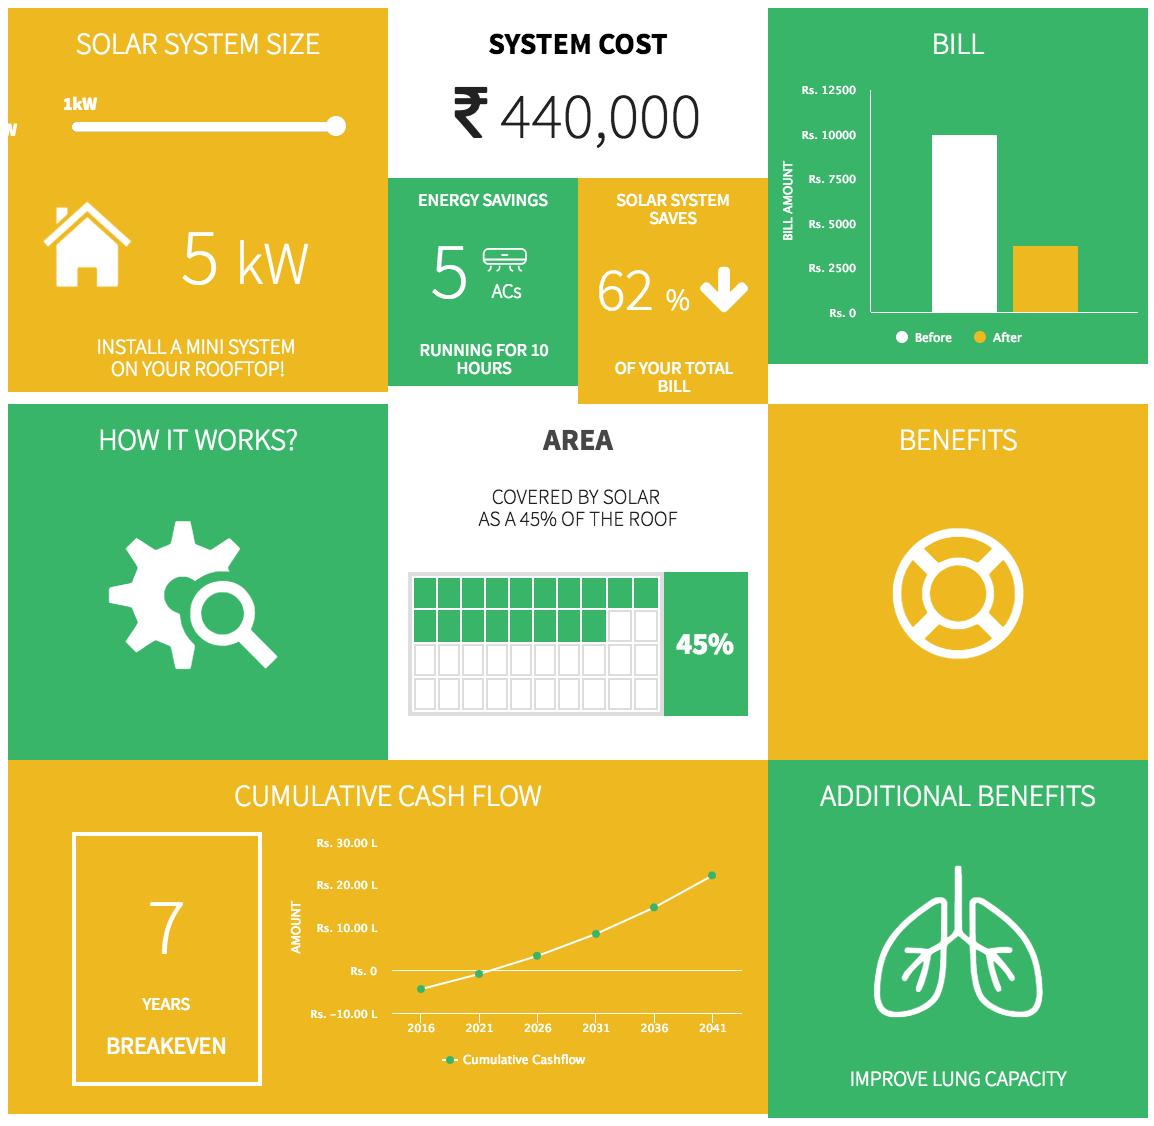 SOLAR SYSTEM SIZE
1kW
W
5 kW
INSTALL A MINI SYSTEM
ON YOUR ROOFTOP!
SYSTEM COST
₹ 440,000
ENERGY SAVINGS
5
ACs
RUNNING FOR 10
HOURS
SOLAR SYSTEM
SAVES
62 %
OF YOUR TOTAL
BILL
BILL
Rs. 12500
Rs. 10000
Rs. 7500
Rs. 5000
Rs. 2500
Rs. 0
BILL AMOUNT
Before After
HOW IT WORKS?
AREA
COVERED BY SOLAR
AS A 45% OF THE ROOF
45%
BENEFITS
CUMULATIVE CASH FLOW
7
YEARS
BREAKEVEN
Rs. 30.00 L
Rs. 20.00 L
Rs. 10.00 L
Rs. 0
Rs. −10.00 L
AMOUNT
2016 2021 2026 2031 2036 2041
Cumulative Cashflow
ADDITIONAL BENEFITS
IMPROVE LUNG CAPACITY